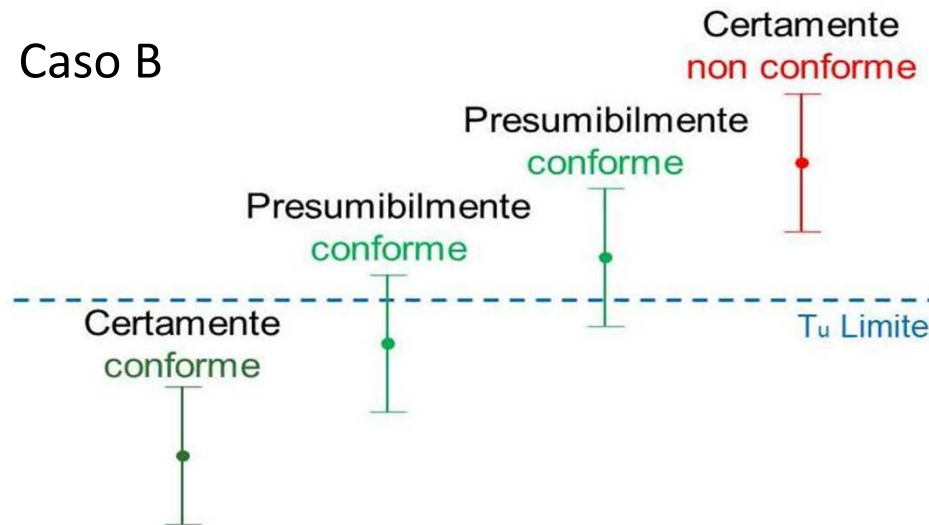 Caso B
Certamente
non conforme
Presumibilmente
conforme
Presumibilmente
conforme
Certamente
conforme
Tu Limite